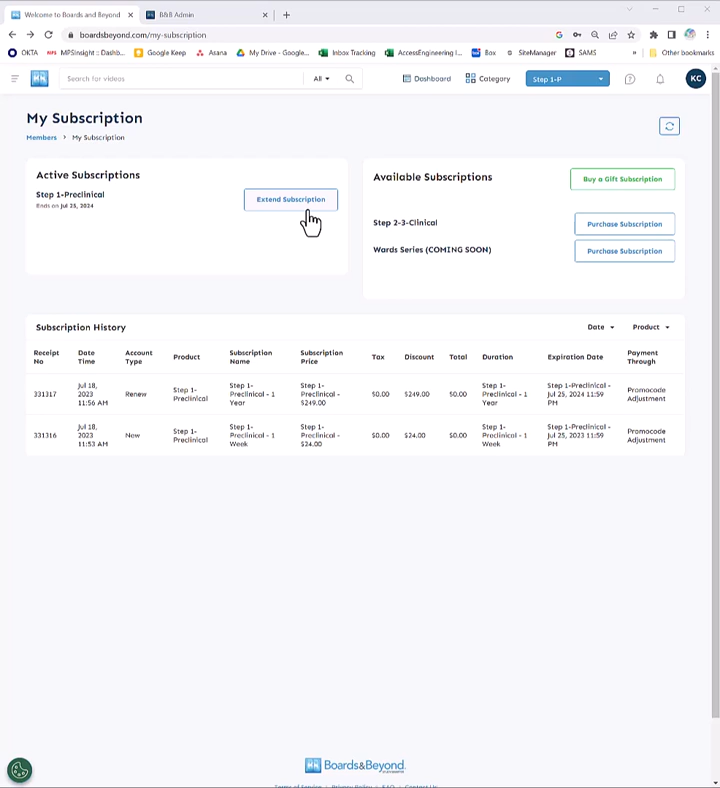 Welcome to Boards and Beyond
B&B Admin
boardsbeyond.com/my-subscription
OKTA
MPSInsight :: Dashb...
Google Keep
Asana
My Drive - Google...
Inbox Tracking
AccessEngineering I...
Box
SiteManager
SAMS
»
Other bookmarks
Search for videos
All
Dashboard
Category
Step 1-P
KC
My Subscription
Members > My Subscription
Active Subscriptions
Step 1-Preclinical
Ends on Jul 25, 2024
Extend Subscription
Available Subscriptions
Buy a Gift Subscription
Step 2-3-Clinical
Purchase Subscription
Wards Series (COMING SOON)
Purchase Subscription
Subscription History
Date
Product
Receipt No
Date Time
Account Type
Product
Subscription Name
Subscription Price
Tax
Discount
Total
Duration
Expiration Date
Payment Through
331317
Jul 18, 2023 11:56 AM
Renew
Step 1-Preclinical
Step 1-Preclinical - 1 Year
Step 1-Preclinical - $249.00
$0.00
$249.00
$0.00
Step 1-Preclinical - 1 Year
Step 1-Preclinical - Jul 25, 2024 11:59 PM
Promocode Adjustment
331316
Jul 18, 2023 11:53 AM
New
Step 1-Preclinical
Step 1-Preclinical - 1 Week
Step 1-Preclinical - $24.00
$0.00
$24.00
$0.00
Step 1-Preclinical - 1 Week
Step 1-Preclinical - Jul 25, 2023 11:59 PM
Promocode Adjustment
Boards&Beyond.
Terms of Service | Privacy Policy | FAQ | Contact Us